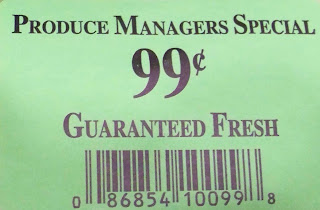 PRODUCE MANAGERS SPECIAL
99¢
GUARANTEED FRESH
0 86854 10099 8